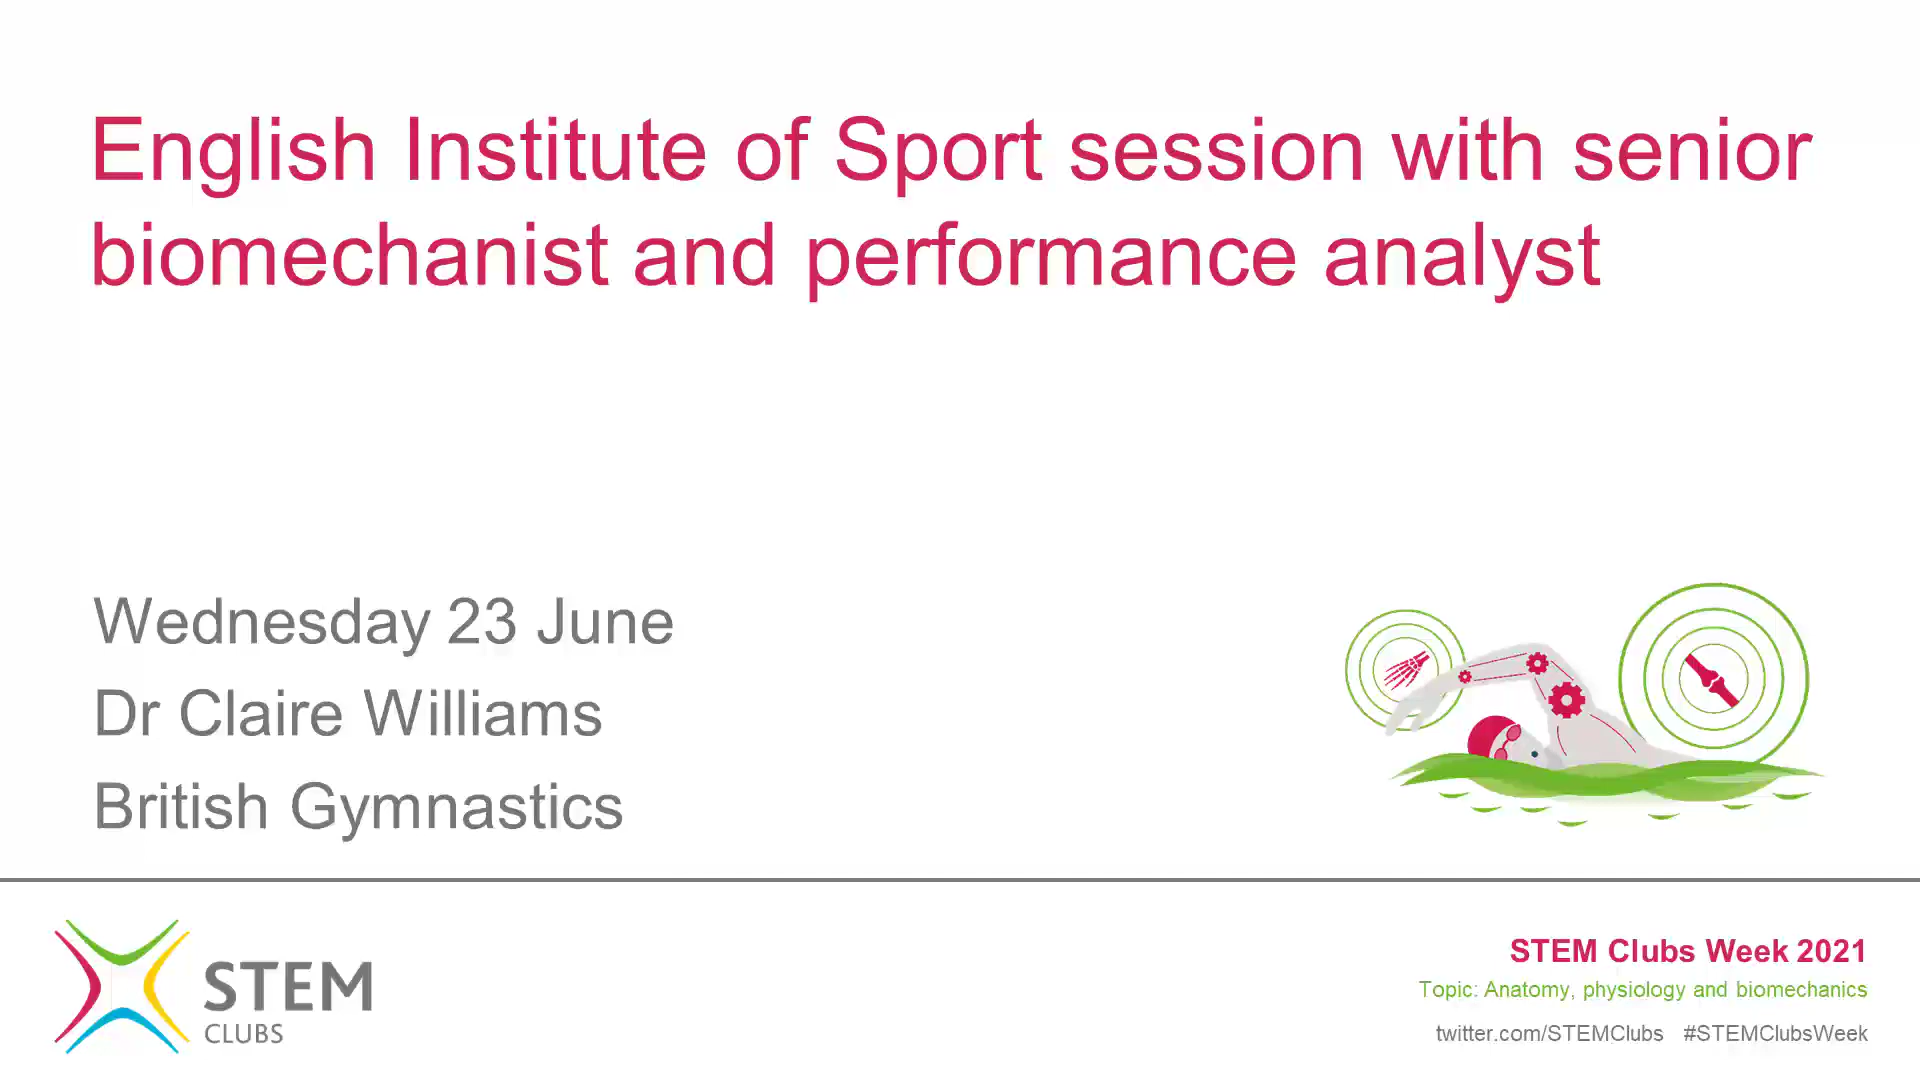 English Institute of Sport session with senior
biomechanist and performance analyst
Wednesday 23 June
Dr Claire Williams
British Gymnastics
STEM
CLUBS
STEM Clubs Week 2021
Topic: Anatomy, physiology and biomechanics
twitter.com/STEMClubs #STEMClubsWeek